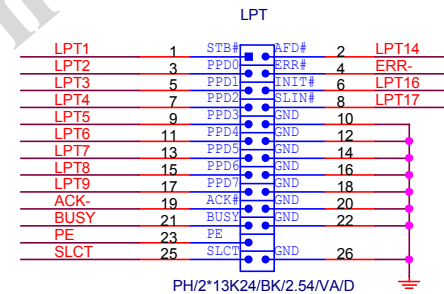 LPT
LPT1 1 STB# AFD# 2 LPT14
LPT2 3 PPD0 ERR# 4 ERR-
LPT3 5 PPD1 INIT# 6 LPT16
LPT4 7 PPD2 SLIN# 8 LPT17
LPT5 9 PPD3 GND 10
LPT6 11 PPD4 GND 12
LPT7 13 PPD5 GND 14
LPT8 15 PPD6 GND 16
LPT9 17 PPD7 GND 18
ACK- 19 ACK# GND 20
BUSY 21 BUSY GND 22
PE 23 PE
SLCT 25 SLCT GND 26
PH/2*13K24/BK/2.54/VA/D